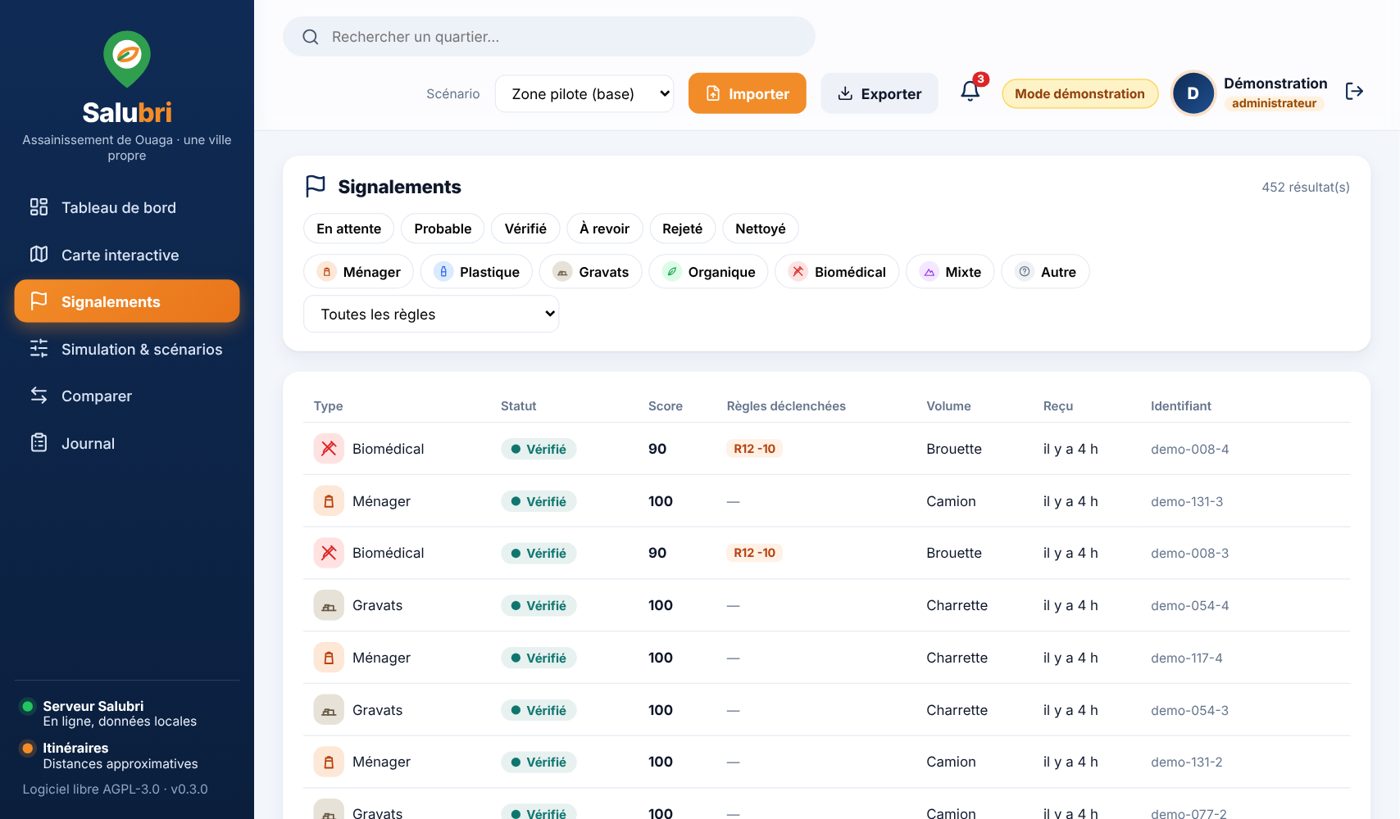 Salubri
Assainissement de Ouaga · une ville
propre
Tableau de bord
Carte interactive
Signalements
Simulation & scénarios
Comparer
Journal
Serveur Salubri
En ligne, données locales
Itinéraires
Distances approximatives
Logiciel libre AGPL-3.0 · v0.3.0
Rechercher un quartier...
Scénario Zone pilote (base) Importer Exporter 3 Mode démonstration D Démonstration
administrateur
Signalements 452 résultat(s)
En attente Probable Vérifié À revoir Rejeté Nettoyé
Ménager Plastique Gravats Organique Biomédical Mixte Autre
Toutes les règles
Type Statut Score Règles déclenchées Volume Reçu Identifiant
Biomédical Vérifié 90 R12 -10 Brouette il y a 4 h demo-008-4
Ménager Vérifié 100 — Camion il y a 4 h demo-131-3
Biomédical Vérifié 90 R12 -10 Brouette il y a 4 h demo-008-3
Gravats Vérifié 100 — Charrette il y a 4 h demo-054-4
Ménager Vérifié 100 — Charrette il y a 4 h demo-117-4
Gravats Vérifié 100 — Charrette il y a 4 h demo-054-3
Ménager Vérifié 100 — Camion il y a 4 h demo-131-2
Gravats Vérifié 100 — Camion il y a 4 h demo-077-2